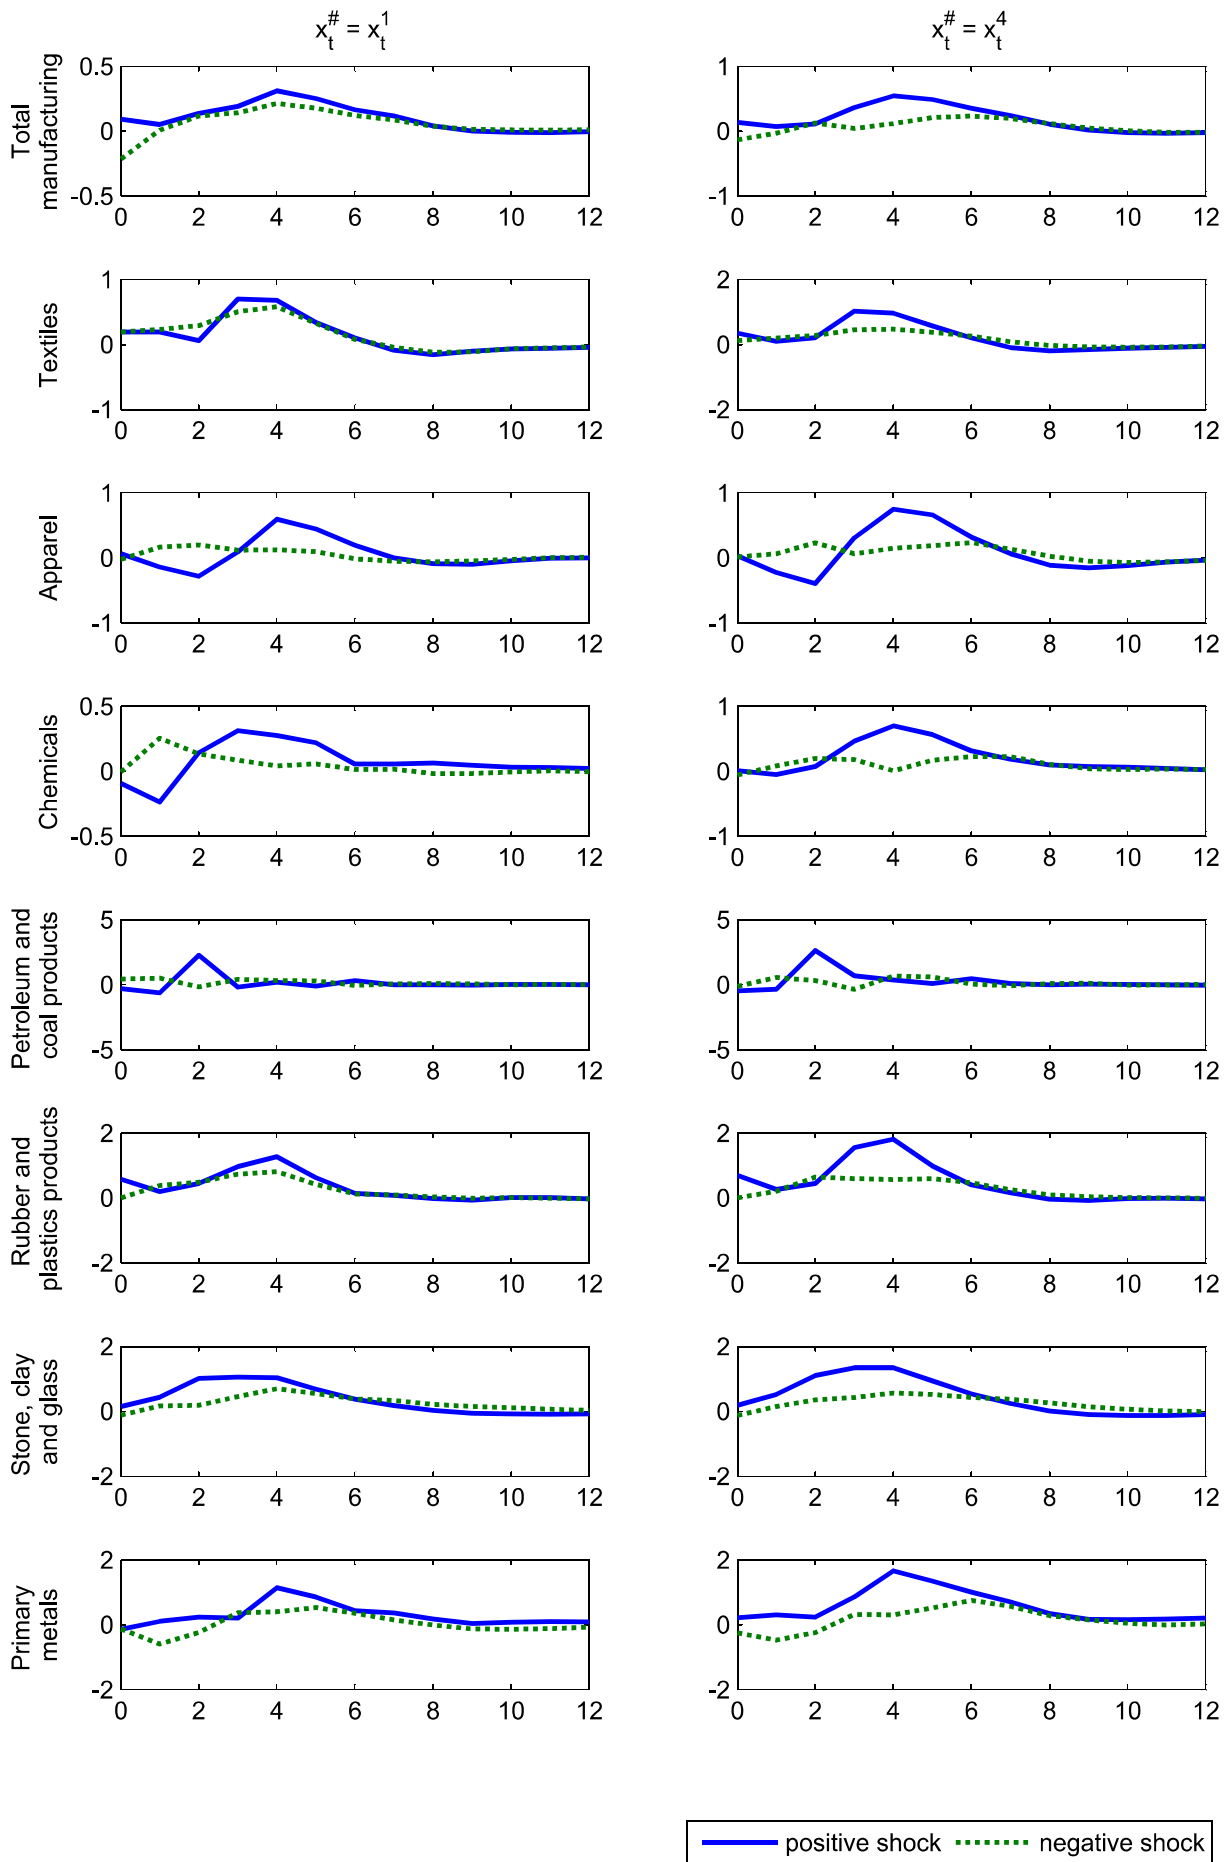 x_t^# = x_t^1
x_t^# = x_t^4
Total
manufacturing
0.5
0
-0.5
0 2 4 6 8 10 12
1
0
-1
0 2 4 6 8 10 12
Textiles
1
0
-1
0 2 4 6 8 10 12
2
0
-2
0 2 4 6 8 10 12
Apparel
1
0
-1
0 2 4 6 8 10 12
1
0
-1
0 2 4 6 8 10 12
Chemicals
0.5
0
-0.5
0 2 4 6 8 10 12
1
0
-1
0 2 4 6 8 10 12
Petroleum and
coal products
5
0
-5
0 2 4 6 8 10 12
5
0
-5
0 2 4 6 8 10 12
Rubber and
plastics products
2
0
-2
0 2 4 6 8 10 12
2
0
-2
0 2 4 6 8 10 12
Stone, clay
and glass
2
0
-2
0 2 4 6 8 10 12
2
0
-2
0 2 4 6 8 10 12
Primary
metals
2
0
-2
0 2 4 6 8 10 12
2
0
-2
0 2 4 6 8 10 12
positive shock negative shock